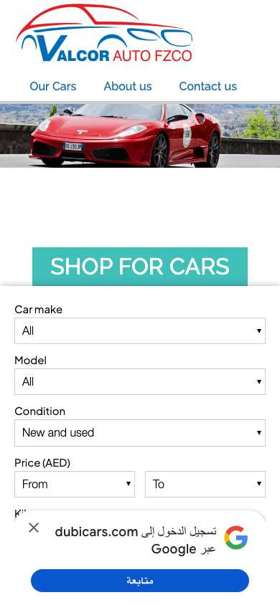 VALCOR AUTO FZCO
Our Cars About us Contact us
SHOP FOR CARS
Car make
All
Model
All
Condition
New and used
Price (AED)
From To
تسجيل الدخول إلى dubicars.com
عبر Google
متابعة